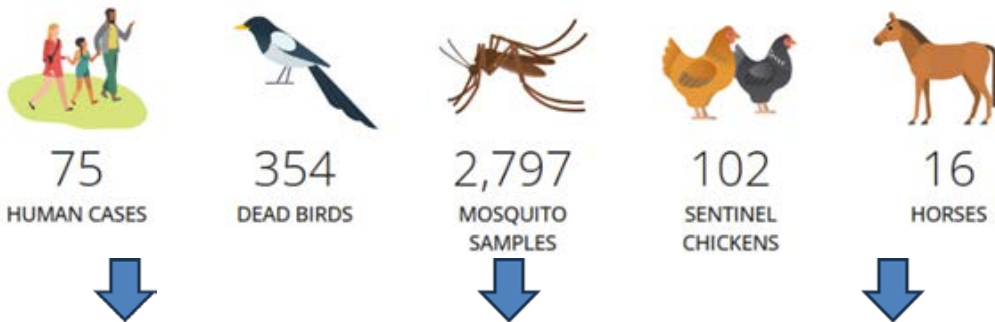 75 354 2,797 102 16
HUMAN CASES DEAD BIRDS MOSQUITO SAMPLES SENTINEL CHICKENS HORSES